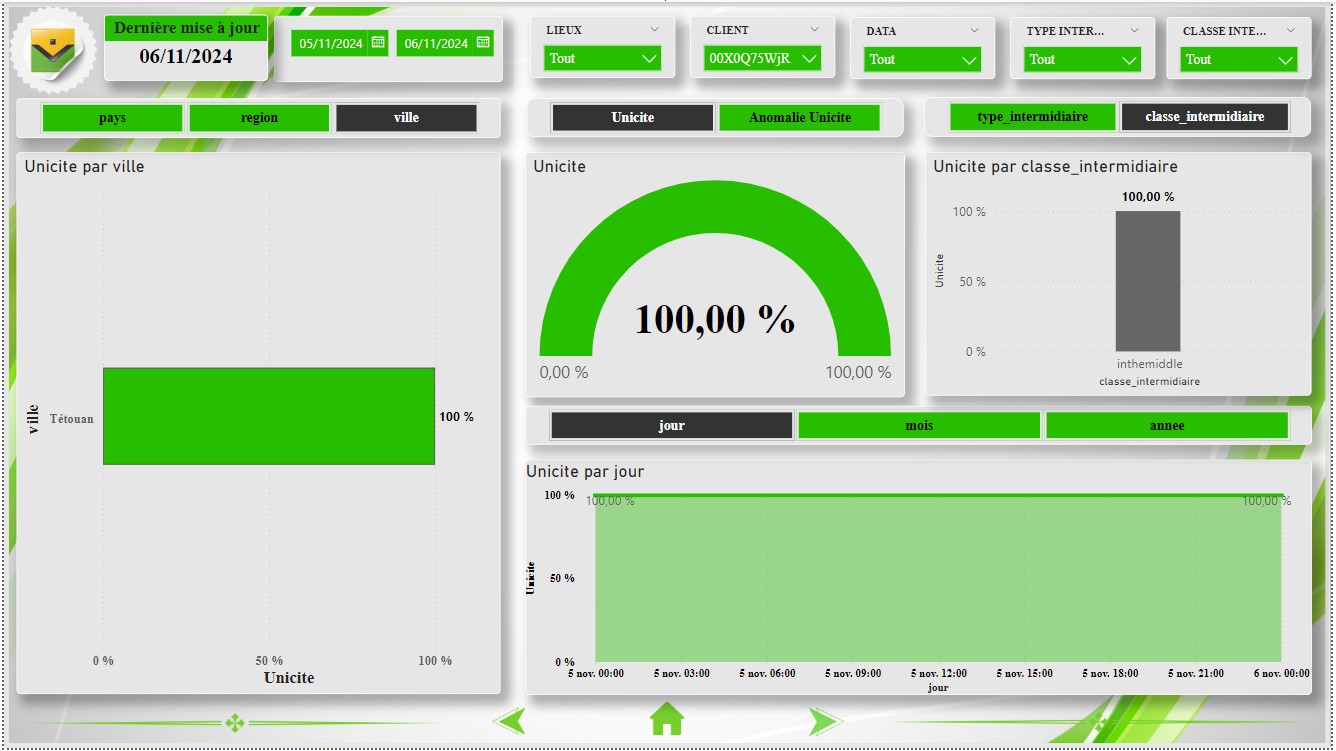 Dernière mise à jour
06/11/2024
05/11/2024
06/11/2024
LIEUX
Tout
CLIENT
00X0Q75WjR
DATA
Tout
TYPE INTER...
Tout
CLASSE INTE...
Tout
pays
region
ville
Unicite
Anomalie Unicite
type_intermidiaire
classe_intermidiaire
Unicite par ville
ville
Tétouan
100 %
0 %
50 %
100 %
Unicite
Unicite
100,00 %
0,00 %
100,00 %
Unicite par classe_intermidiaire
100,00 %
Unicite
100 %
50 %
0 %
inthemiddle
classe_intermidiaire
jour
mois
annee
Unicite par jour
Unicite
100 %
50 %
0 %
100,00 %
100,00 %
5 nov. 00:00
5 nov. 03:00
5 nov. 06:00
5 nov. 09:00
5 nov. 12:00
5 nov. 15:00
5 nov. 18:00
5 nov. 21:00
6 nov. 00:00
jour